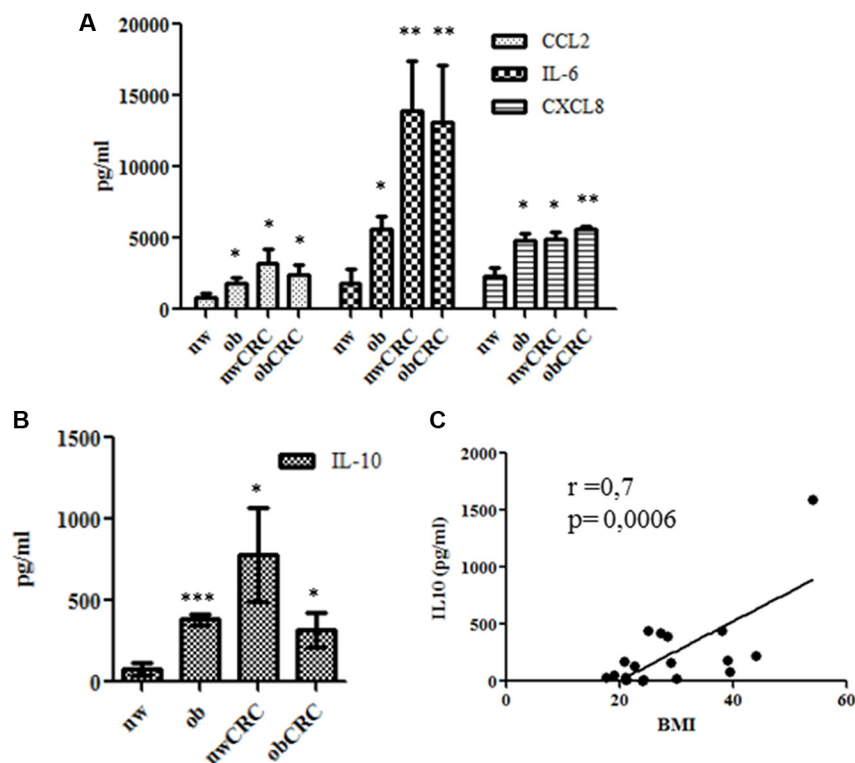 A
20000
15000
10000
5000
0
pg/ml
** **
* * * * * * **
CCL2
IL-6
CXCL8
nw ob nwCRC obCRC nw ob nwCRC obCRC nw ob nwCRC obCRC
B
1500
1000
500
0
pg/ml
IL-10
*** * *
nw ob nwCRC obCRC
C
2000
1500
1000
500
0
IL10 (pg/ml)
r =0,7
p= 0,0006
0 20 40 60
BMI